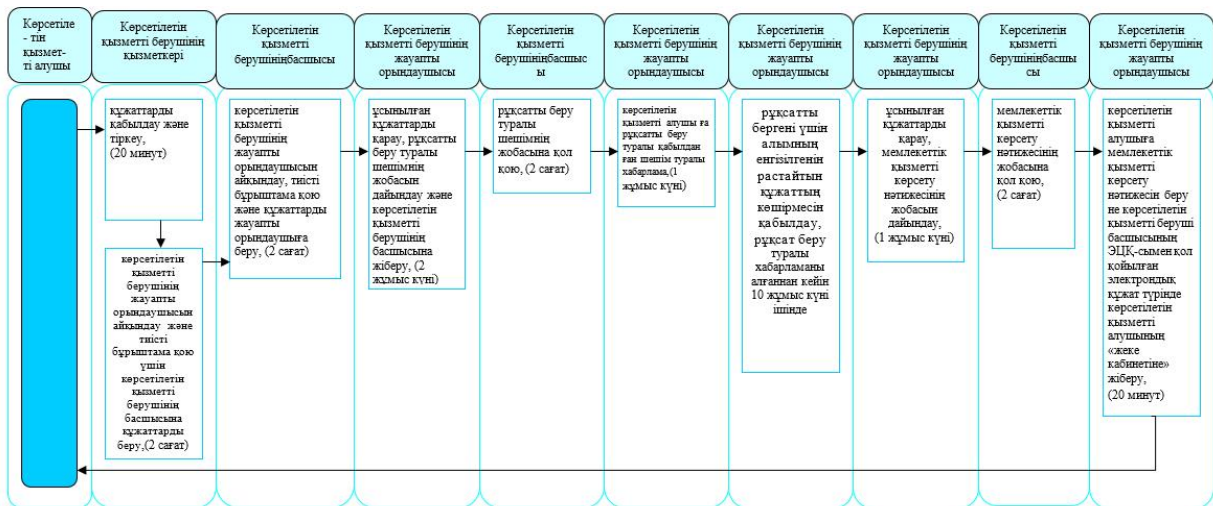 Көрсетіле
- тін
қызмет-
ті алушы
Көрсетілетін
қызметті берушінің
қызметкері
Көрсетілетін
қызметті
берушініңбасшысы
Көрсетілетін
қызметті берушінің
жауапты
орындаушысы
Көрсетілетін
қызметті
берушініңбасшыс
ы
Көрсетілетін
қызметті берушінің
жауапты
орындаушысы
Көрсетілетін
қызметті берушінің
жауапты
орындаушысы
Көрсетілетін
қызметті берушінің
жауапты
орындаушысы
Көрсетілетін
қызметті
берушініңбасшы
сы
Көрсетілетін
қызметті берушінің
жауапты
орындаушысы
құжаттарды
қабылдау және
тіркеу,
(20 минут)
көрсетілетін
қызметті
берушінің
жауапты
орындаушысын
айқындау және
тиісті
бұрыштама қою
үшін
көрсетілетін
қызметті
берушінің
басшысына
құжаттарды
беру,(2 сағат)
көрсетілетін
қызметті
берушінің
жауапты
орындаушысын
айқындау, тиісті
бұрыштама қою
және құжаттарды
жауапты
орындаушыға
беру, (2 сағат)
ұсынылған
құжаттарды
қарау, рұқсатты
беру туралы
шешімнің
жобасын
дайындау және
көрсетілетін
қызметті
берушінің
басшысына
жіберу, (2
жұмыс күні)
рұқсатты беру
туралы
шешімнің
жобасына қол
қою, (2 сағат)
көрсетілетін
қызметті алушы ға
рұқсатты беру
туралы қабылдан
ған шешім туралы
хабарлама,(1
жұмыс күні)
рұқсатты
бергені үшін
алымның
енгізілгенін
растайтын
құжаттың
көшірмесін
қабылдау,
рұқсат беру
туралы
хабарламаны
алғаннан кейін
10 жұмыс күні
ішінде
ұсынылған
құжаттарды
қарау,
мемлекеттік
қызметті
көрсету
нәтижесінің
жобасын
дайындау,
(1 жұмыс күні)
мемлекеттік
қызметті
көрсету
нәтижесінің
жобасына
қол қою,
(2 сағат)
көрсетілетін
қызметті
алушыға
мемлекеттік
қызметті
көрсету
нәтижесін беру
не көрсетілетін
қызметті беруші
басшысының
ЭЦҚ-сымен қол
қойылған
электрондық
құжат түрінде
көрсетілетін
қызметті
алушының
«жеке
кабинетіне»
жіберу,
(20 минут)